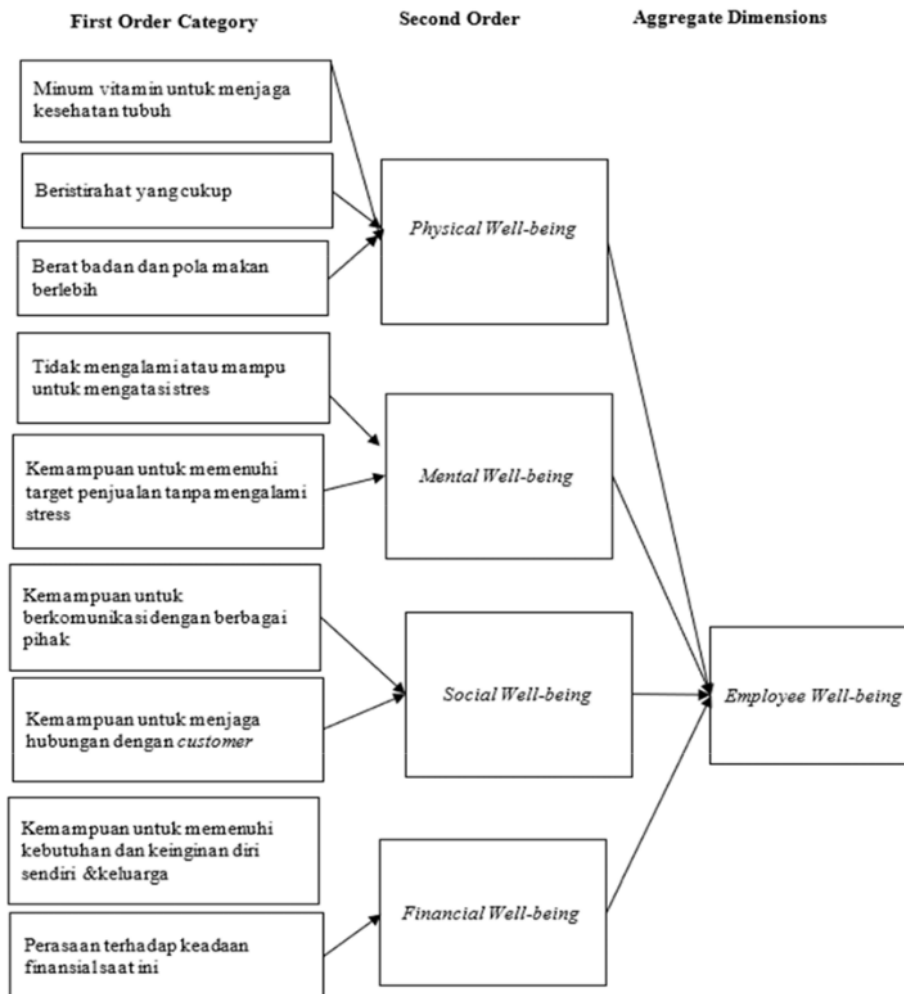 First Order Category
Second Order
Aggregate Dimensions
Minum vitamin untuk menjaga
kesehatan tubuh
Beristirahat yang cukup
Berat badan dan pola makan
berlebih
Physical Well-being
Tidak mengalami atau mampu
untuk mengatasi stres
Kemampuan untuk memenuhi
target penjualan tanpa mengalami
stress
Mental Well-being
Kemampuan untuk
berkomunikasi dengan berbagai
pihak
Kemampuan untuk menjaga
hubungan dengan customer
Social Well-being
Employee Well-being
Kemampuan untuk memenuhi
kebutuhan dan keinginan diri
sendiri &keluarga
Perasaan terhadap keadaan
finansial saat ini
Financial Well-being